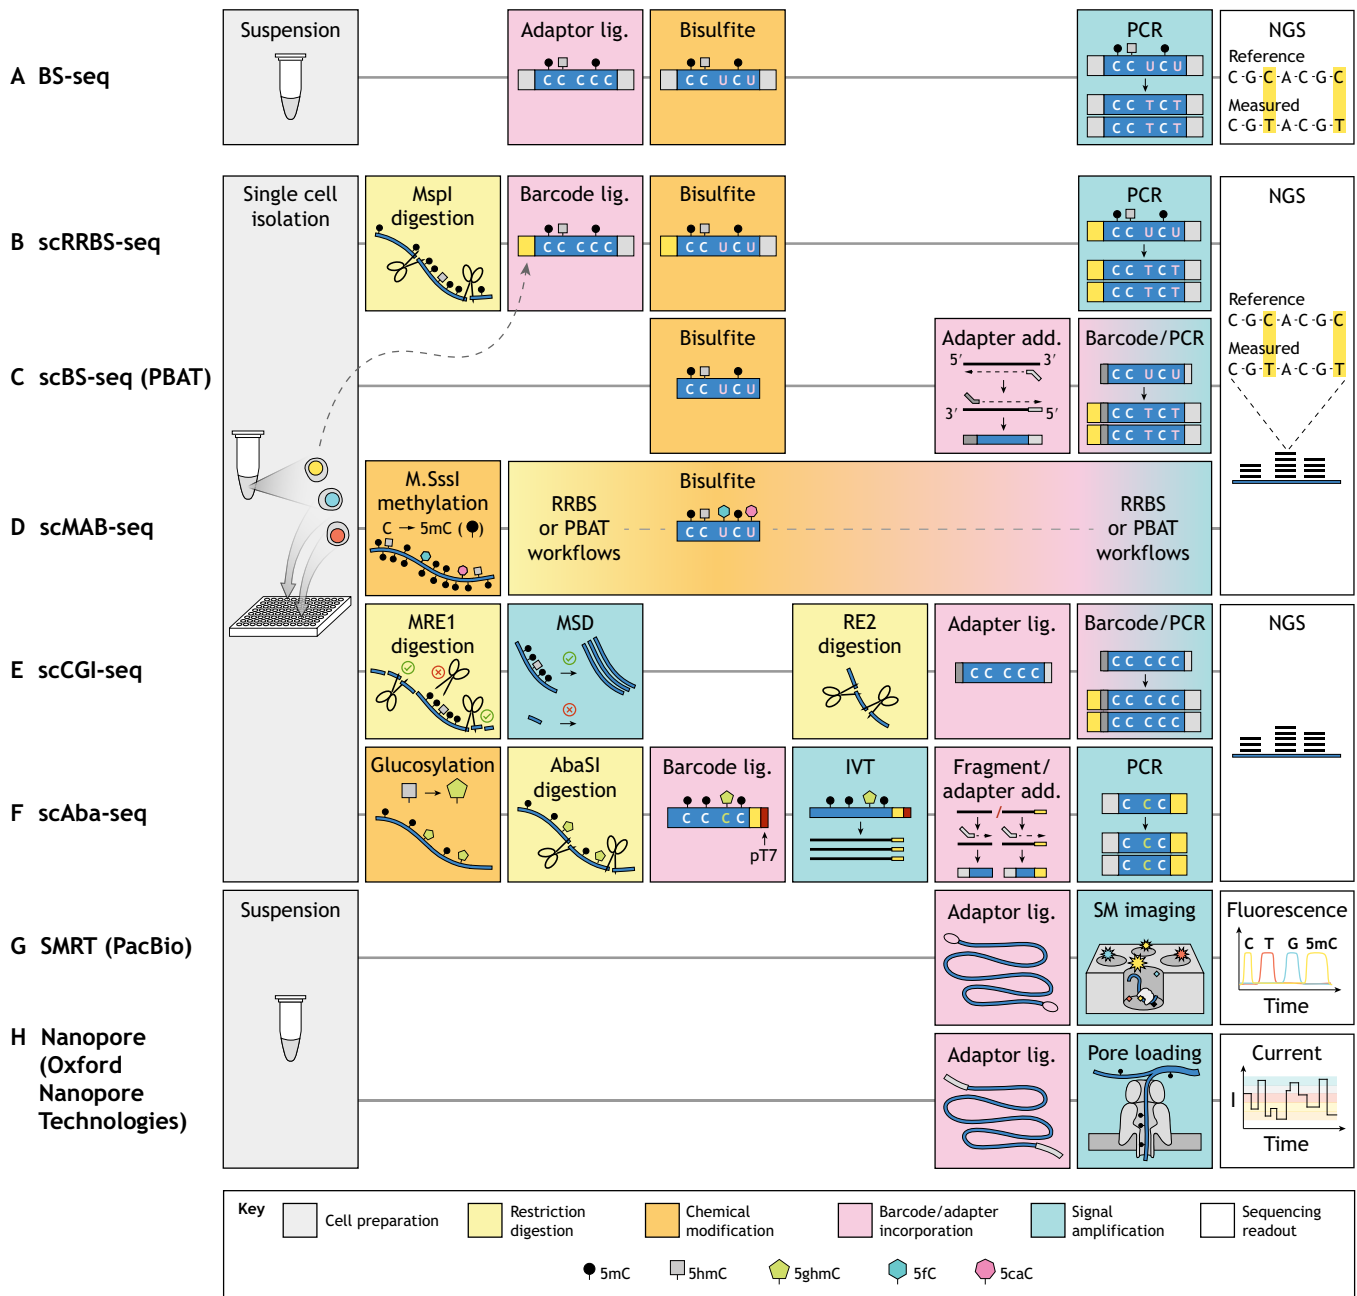 A BS-seq
Suspension
Adaptor lig.
C C C C C
Bisulfite
C C U C U
PCR
C C U C U
C C T C T
C C T C T
NGS
Reference
C-G-C-A-C-G-C
Measured
C-G-T-A-C-G-T
B scRRBS-seq
Single cell
isolation
MspI
digestion
Barcode lig.
C C C C C
Bisulfite
C C U C U
PCR
C C U C U
C C T C T
C C T C T
NGS
Reference
C-G-C-A-C-G-C
Measured
C-G-T-A-C-G-T
C scBS-seq (PBAT)
Bisulfite
C C U C U
Adapter add.
5′ 3′
3′ 5′
Barcode/PCR
C C U C U
C C T C T
C C T C T
D scMAB-seq
M.SssI
methylation
C → 5mC ( )
RRBS
or PBAT
workflows
Bisulfite
C C U C U
RRBS
or PBAT
workflows
E scCGI-seq
MRE1
digestion
MSD
RE2
digestion
Adapter lig.
C C C C C
Barcode/PCR
C C C C C
C C C C C
C C C C C
NGS
F scAba-seq
Glucosylation
AbaSI
digestion
Barcode lig.
C C C C
pT7
IVT
Fragment/
adapter add.
/
PCR
C C C
C C C
C C C
G SMRT (PacBio)
Suspension
Adaptor lig.
SM imaging
Fluorescence
C T G 5mC
Time
H Nanopore
(Oxford
Nanopore
Technologies)
Adaptor lig.
Pore loading
Current
I
Time
Key
Cell preparation
Restriction
digestion
Chemical
modification
Barcode/adapter
incorporation
Signal
amplification
Sequencing
readout
5mC
5hmC
5ghmC
5fC
5caC